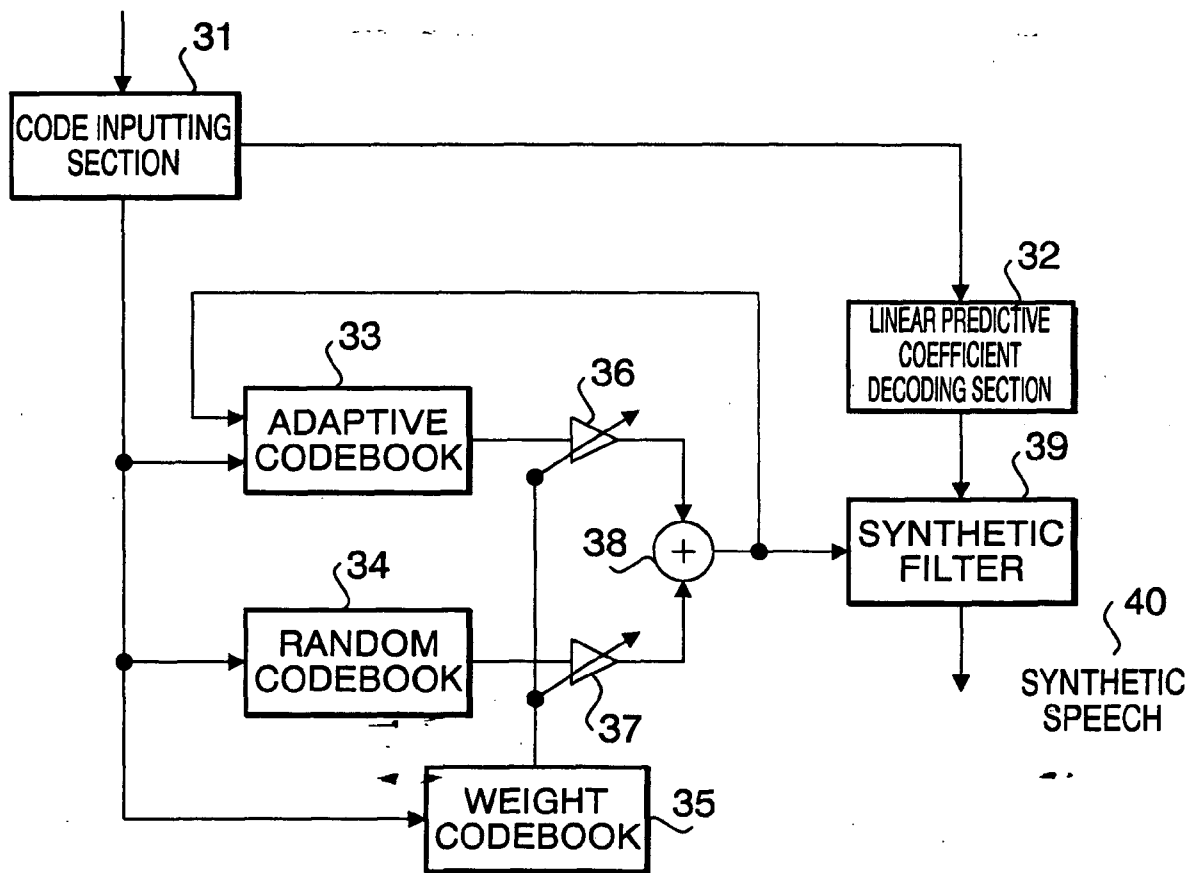 31
CODE INPUTTING
SECTION
32
LINEAR PREDICTIVE
COEFFICIENT
DECODING SECTION
33
ADAPTIVE
CODEBOOK
36
39
SYNTHETIC
FILTER
38
+
34
RANDOM
CODEBOOK
37
40
SYNTHETIC
SPEECH
WEIGHT
CODEBOOK
35